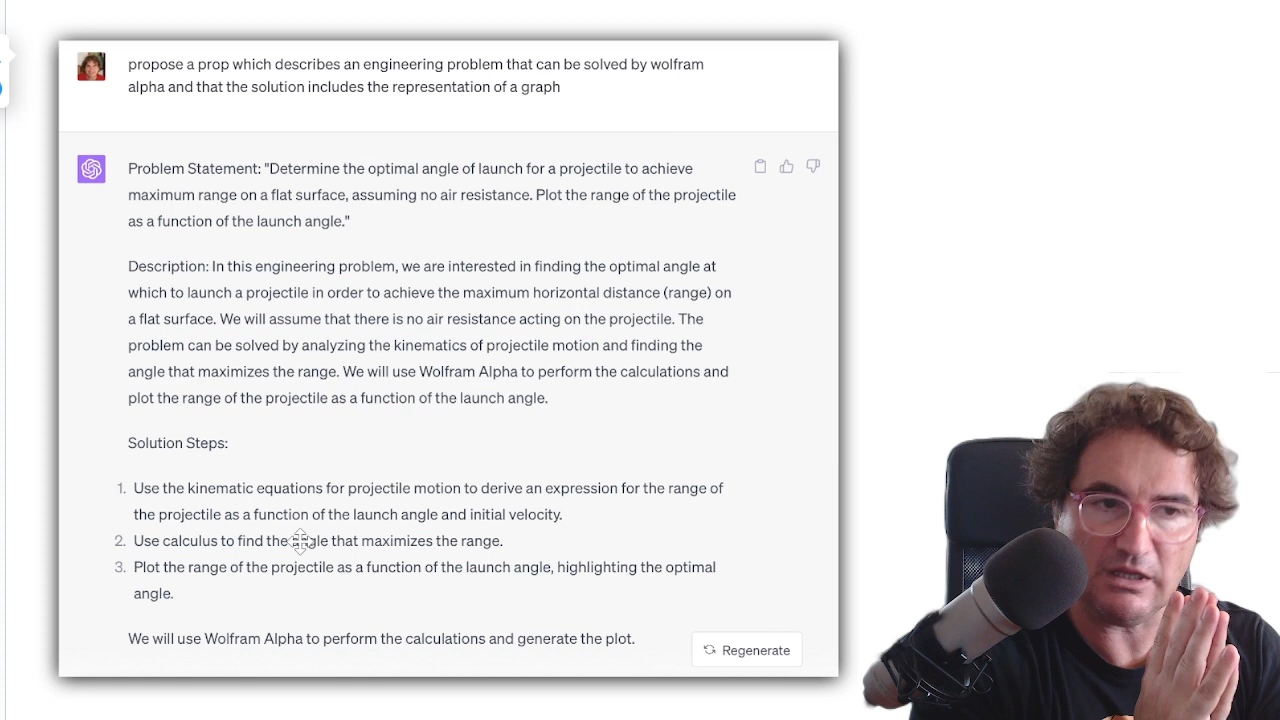 propose a prop which describes an engineering problem that can be solved by wolfram
alpha and that the solution includes the representation of a graph
Problem Statement: "Determine the optimal angle of launch for a projectile to achieve
maximum range on a flat surface, assuming no air resistance. Plot the range of the projectile
as a function of the launch angle."
Description: In this engineering problem, we are interested in finding the optimal angle at
which to launch a projectile in order to achieve the maximum horizontal distance (range) on
a flat surface. We will assume that there is no air resistance acting on the projectile. The
problem can be solved by analyzing the kinematics of projectile motion and finding the
angle that maximizes the range. We will use Wolfram Alpha to perform the calculations and
plot the range of the projectile as a function of the launch angle.
Solution Steps:
1. Use the kinematic equations for projectile motion to derive an expression for the range of
the projectile as a function of the launch angle and initial velocity.
2. Use calculus to find the angle that maximizes the range.
3. Plot the range of the projectile as a function of the launch angle, highlighting the optimal
angle.
We will use Wolfram Alpha to perform the calculations and generate the plot.
Regenerate